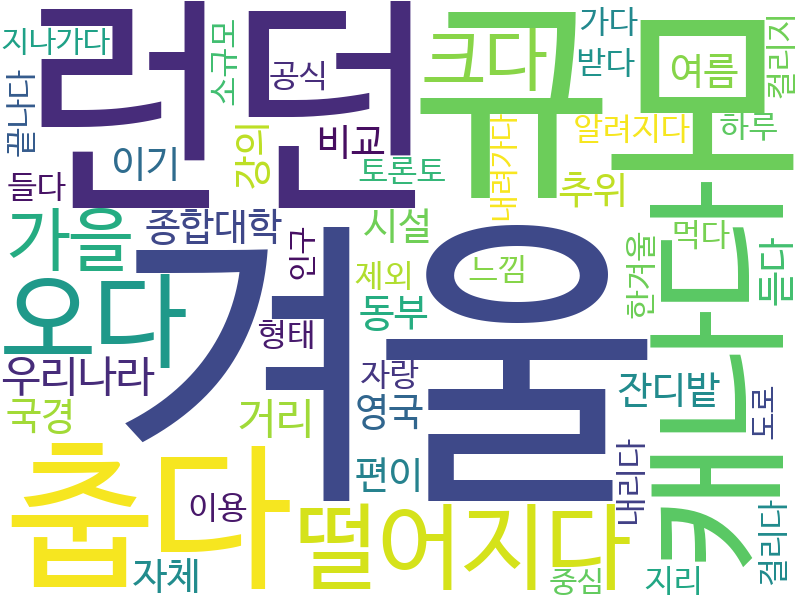 런던
겨울
큐
몸
캐나다
춥다
떨어지다
오다
가을
크다
지나가다
소규모
공식
가다
받다
여름
컬리지
끝나다
이기
강의
비교
토론토
내려가다
알려지다
하루
들다
종합대학
시설
추위
인구
제외
느낌
한겨울
먹다
듣다
형태
동부
우리나라
자랑
잔디밭
도로
국경
거리
영국
편이
내리다
이용
자체
중심
지리
걸리다